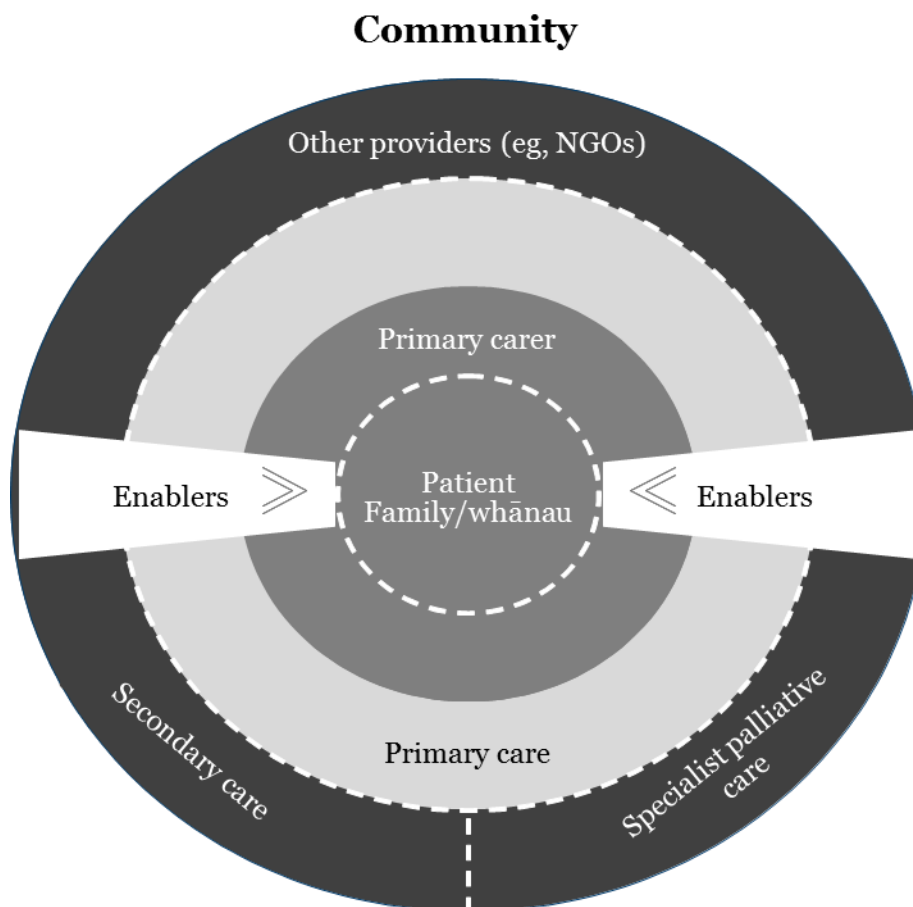 Community
Other providers (eg, NGOs)
Primary carer
Enablers
Patient
Family/whānau
Enablers
Secondary care
Primary care
Specialist palliative
care